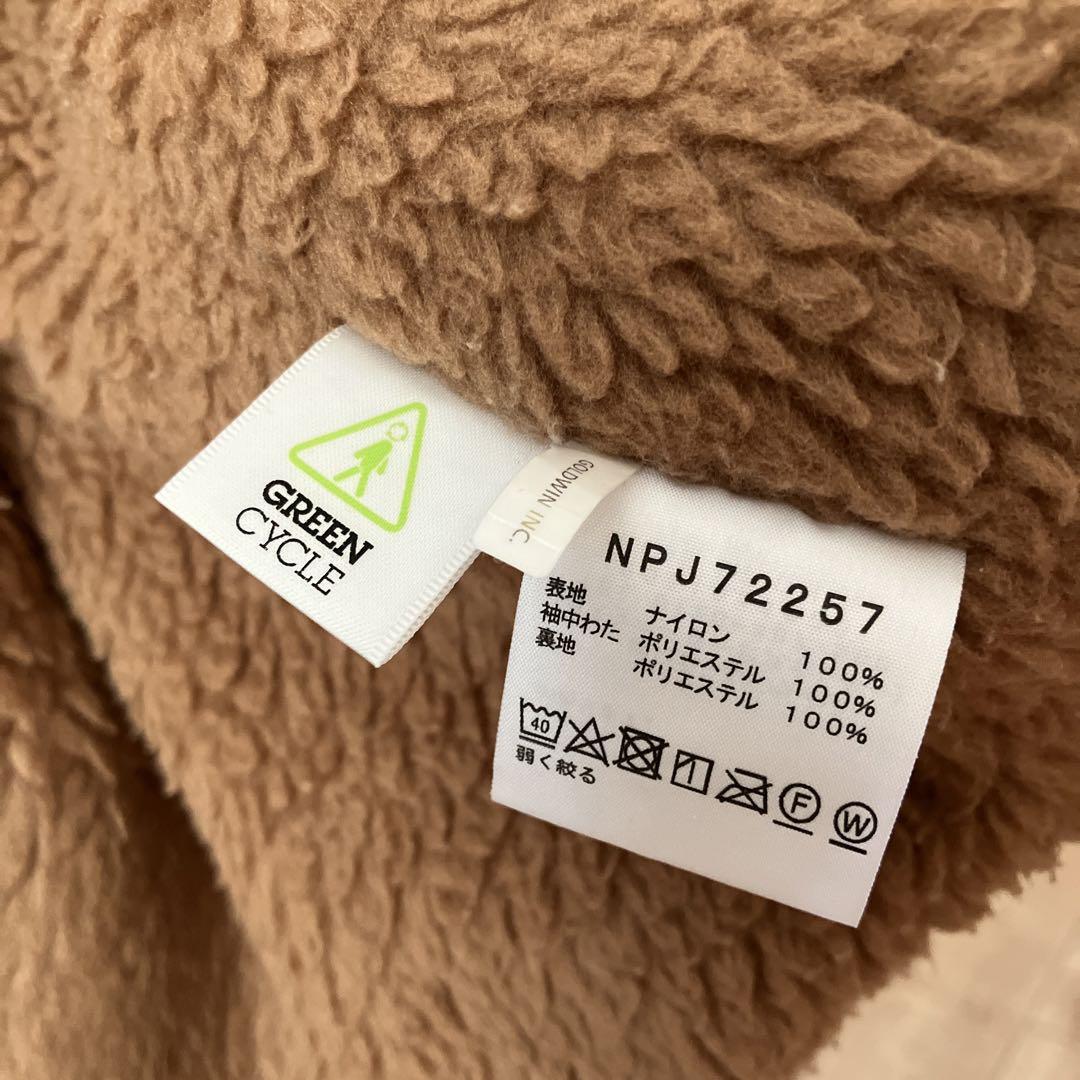 GREEN
CYCLE
GOLDWIN INC.
NPJ72257
表地 ナイロン 100%
袖中わた ポリエステル 100%
裏地 ポリエステル 100%
40 F W
弱く絞る